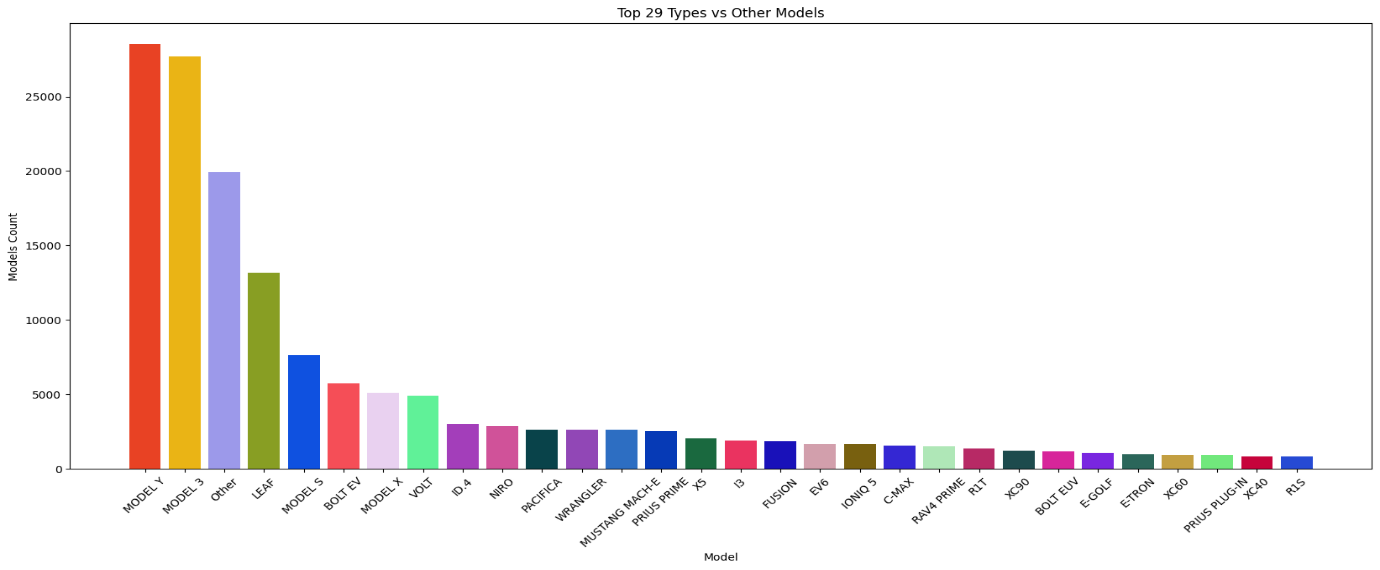 Top 29 Types vs Other Models
Models Count
25000
20000
15000
10000
5000
0
MODEL Y
MODEL 3
Other
LEAF
MODEL S
BOLT EV
MODEL X
VOLT
ID.4
NIRO
PACIFICA
WRANGLER
MUSTANG MACH-E
PRIUS PRIME
X5
I3
FUSION
EV6
IONIQ 5
C-MAX
RAV4 PRIME
R1T
XC90
BOLT EUV
E-GOLF
E-TRON
XC60
PRIUS PLUG-IN
XC40
R1S
Model